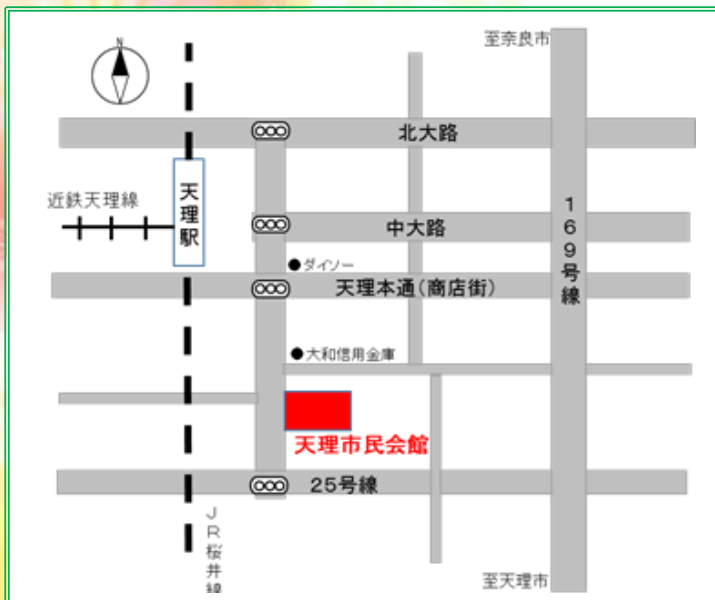 至奈良市
N
北大路
近鉄天理線
天理駅
中大路
169号線
●ダイソー
天理本通(商店街)
●大和信用金庫
天理市民会館
25号線
JR桜井線
至天理市